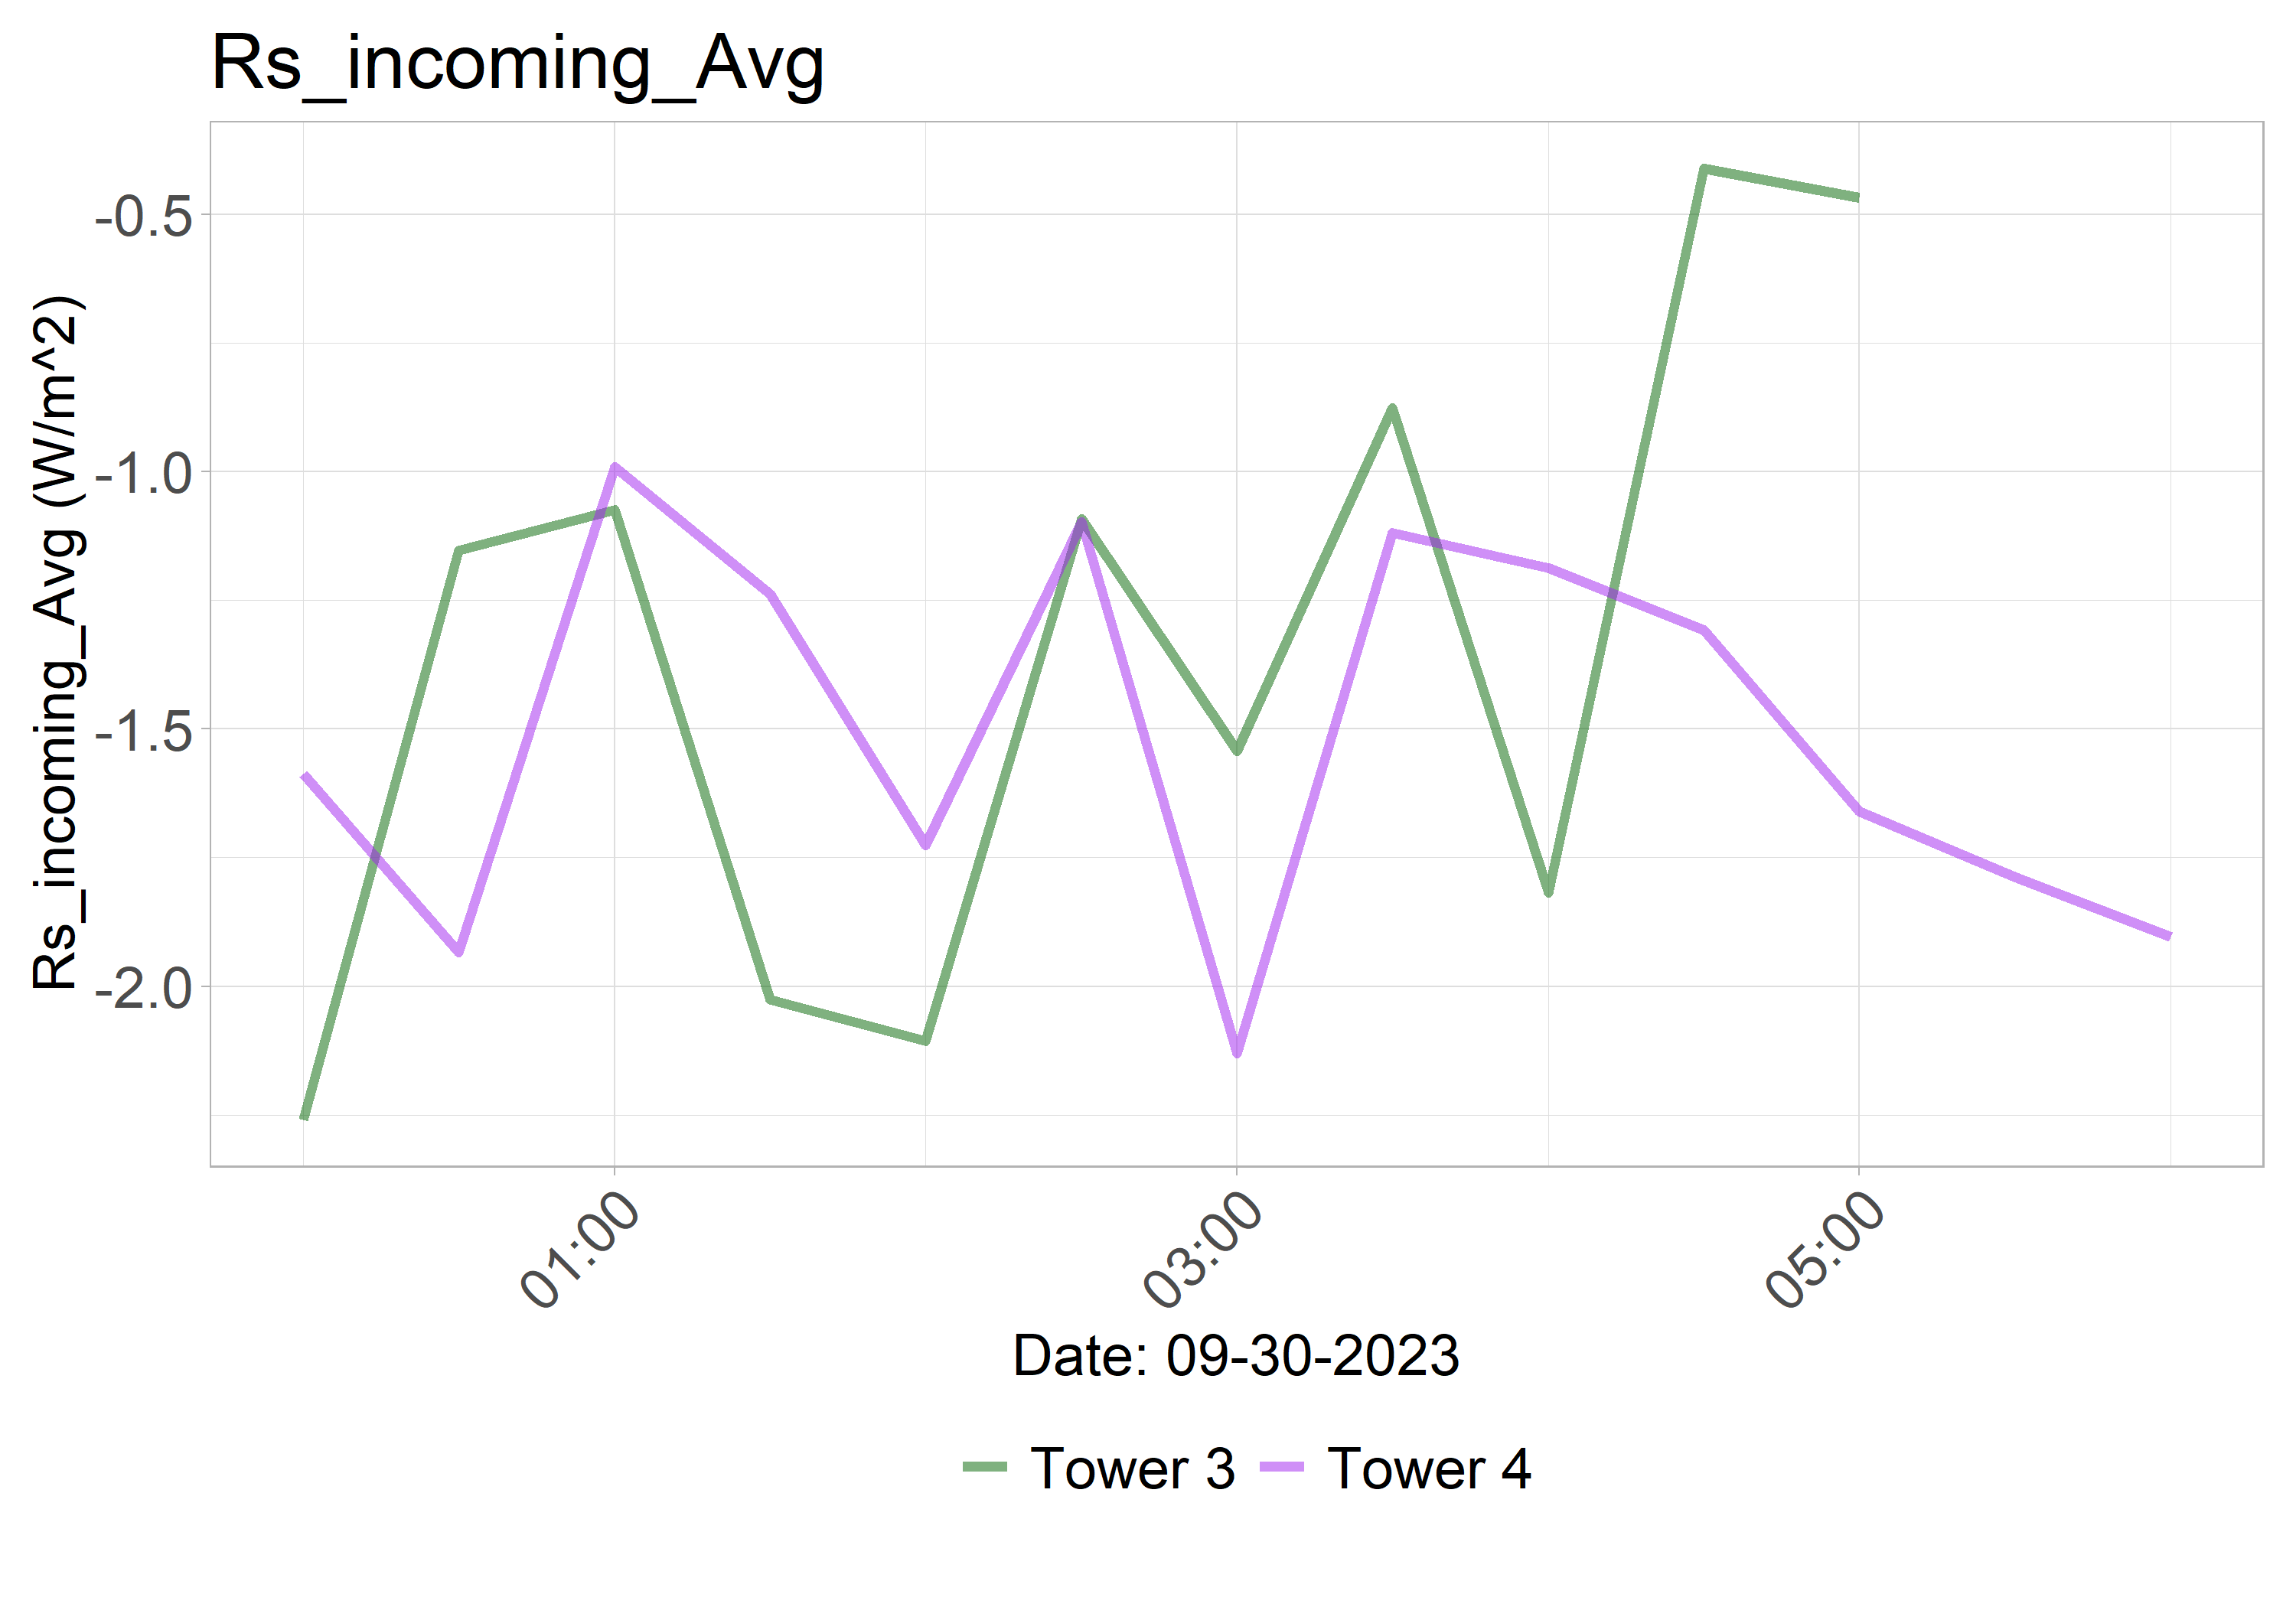 Rs_incoming_Avg
Rs_incoming_Avg (W/m^2)
-0.5
-1.0
-1.5
-2.0
01:00
03:00
05:00
Date: 09-30-2023
Tower 3
Tower 4